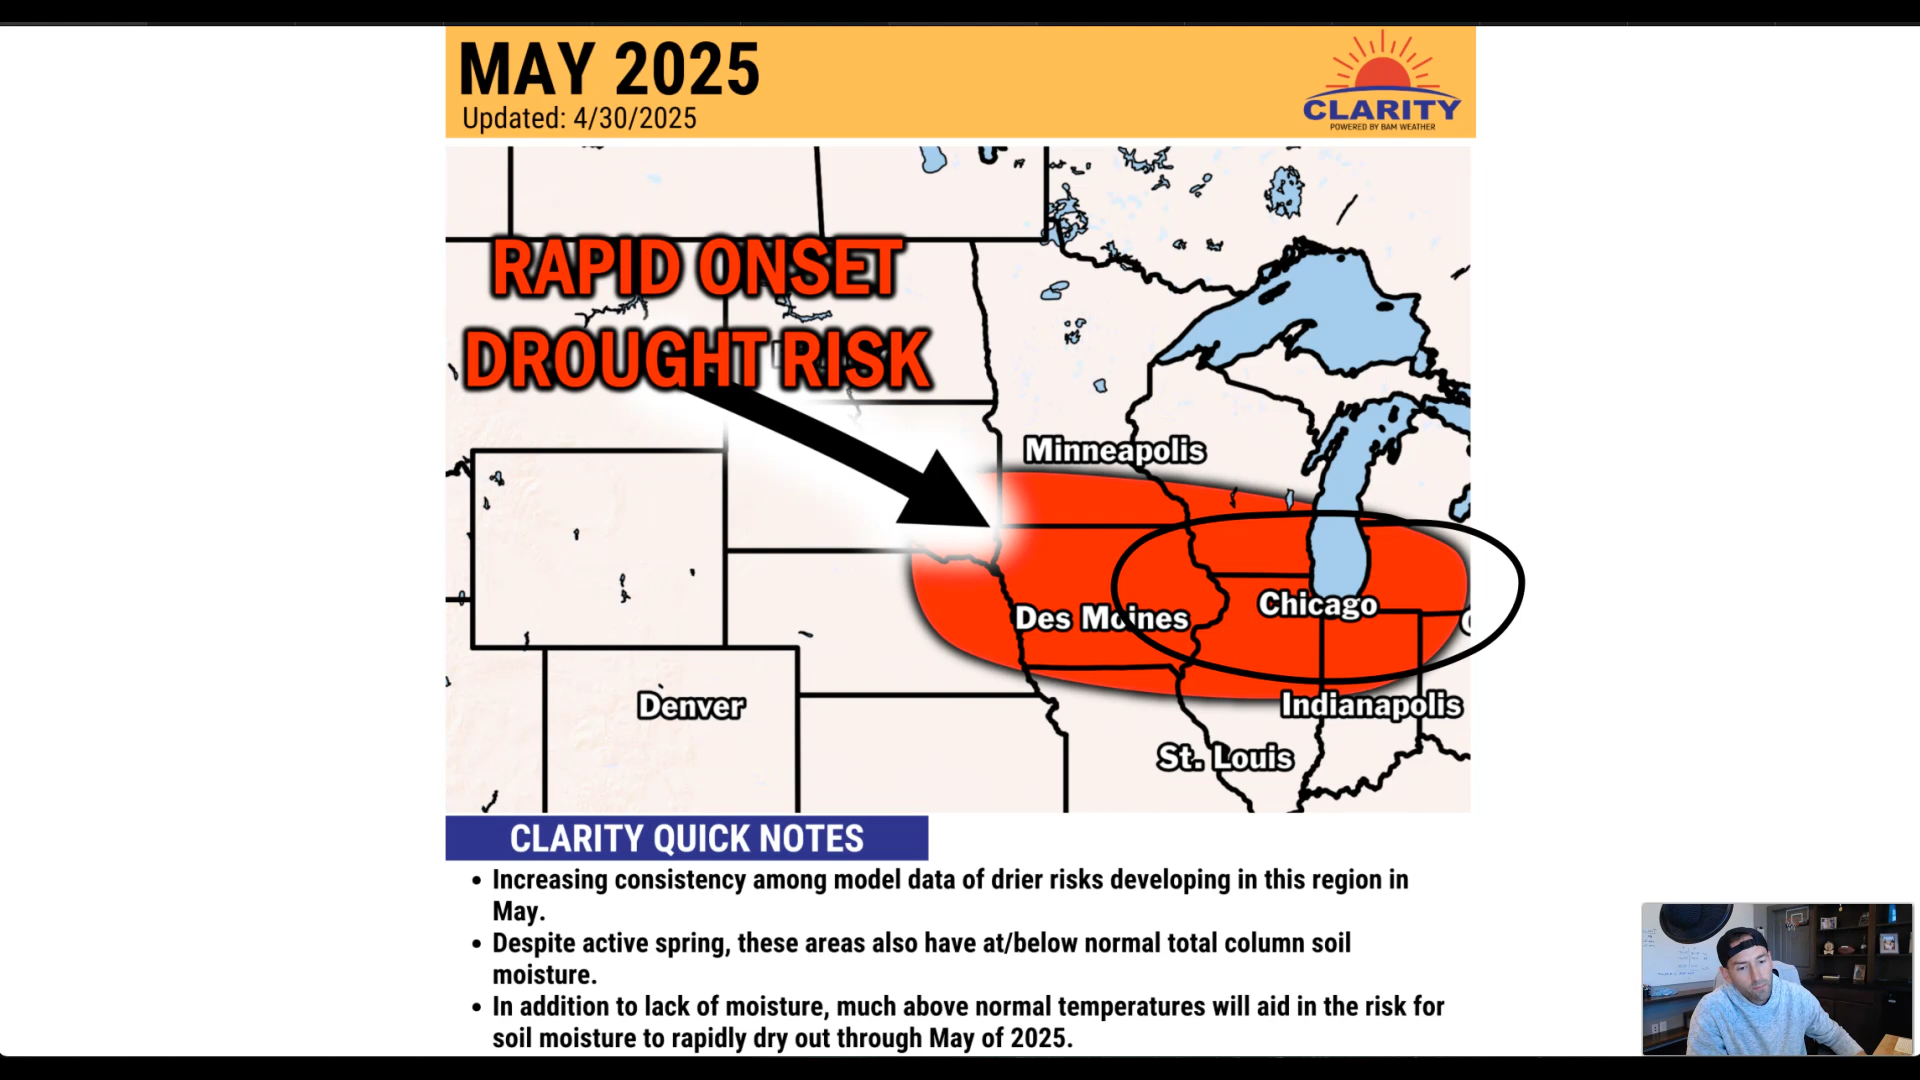 MAY 2025
Updated: 4/30/2025
CLARITY
POWERED BY BAM WEATHER
RAPID ONSET
DROUGHT RISK
Minneapolis
Des Moines
Chicago
Denver
Indianapolis
St. Louis
CLARITY QUICK NOTES
• Increasing consistency among model data of drier risks developing in this region in
May.
• Despite active spring, these areas also have at/below normal total column soil
moisture.
• In addition to lack of moisture, much above normal temperatures will aid in the risk for
soil moisture to rapidly dry out through May of 2025.